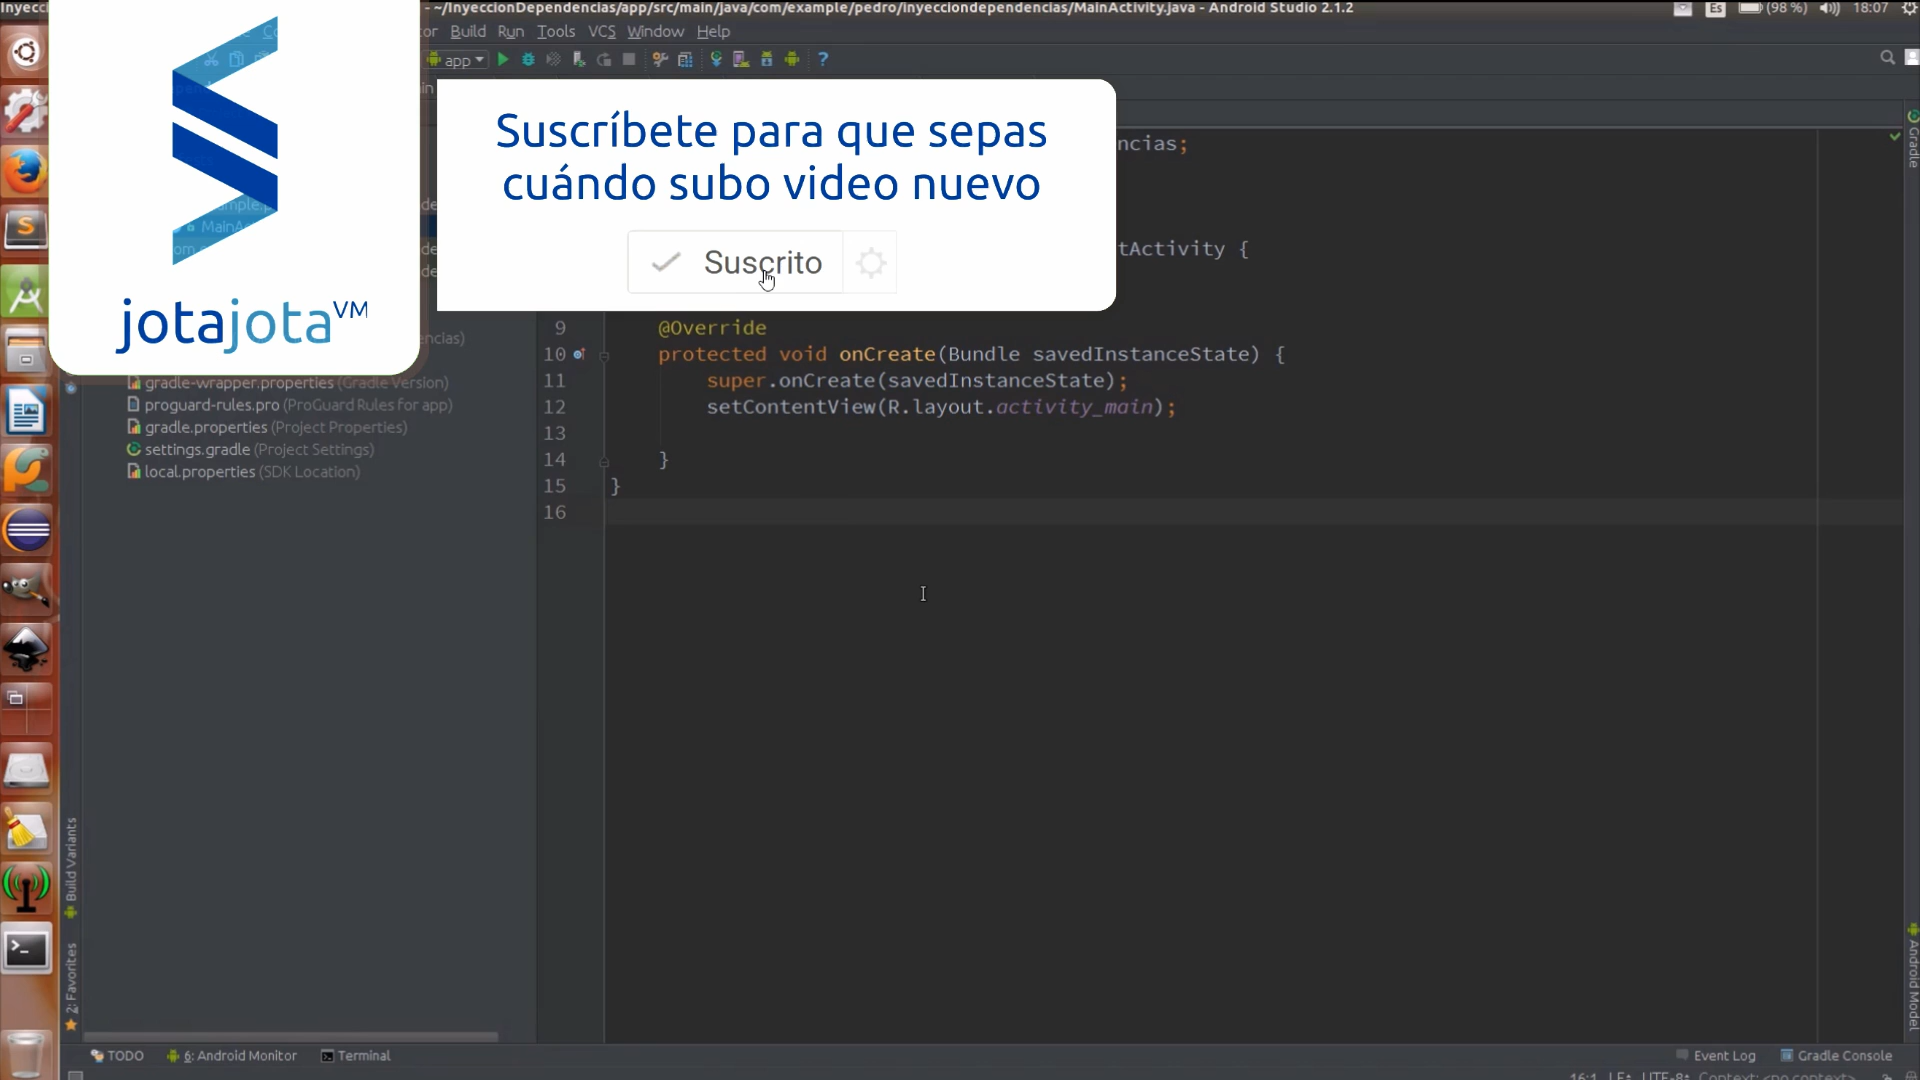 - ~/InyeccionDependencias/app/src/main/java/com/example/pedro/inyecciondependencias/MainActivity.java - Android Studio 2.1.2
Es (98 %) 18:07
Build Run Tools VCS Window Help
app
jotajotaVM
Suscríbete para que sepas
cuándo subo video nuevo
Suscrito
ncias;
tActivity {
9 @Override
10 protected void onCreate(Bundle savedInstanceState) {
11 super.onCreate(savedInstanceState);
12 setContentView(R.layout.activity_main);
13
14 }
15 }
16
gradle-wrapper.properties (Gradle Version)
proguard-rules.pro (ProGuard Rules for app)
gradle.properties (Project Properties)
settings.gradle (Project Settings)
local.properties (SDK Location)
Gradle
Build Variants
2: Favorites
Android Model
TODO 6: Android Monitor Terminal Event Log Gradle Console